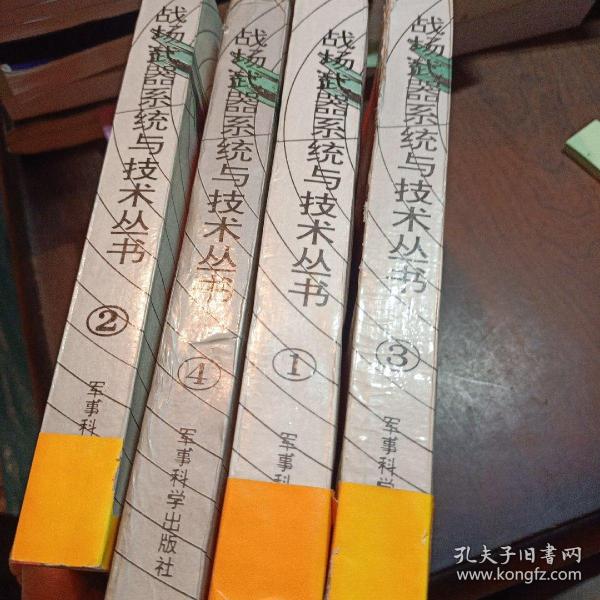 战场武器系统与技术丛书
②
军事科
战场武器系统与技术丛书
④
军事科学出版社
战场武器系统与技术丛书
①
军事科
战场武器系统与技术丛书
③
军事科学
孔夫子旧书网
www.kongfz.com